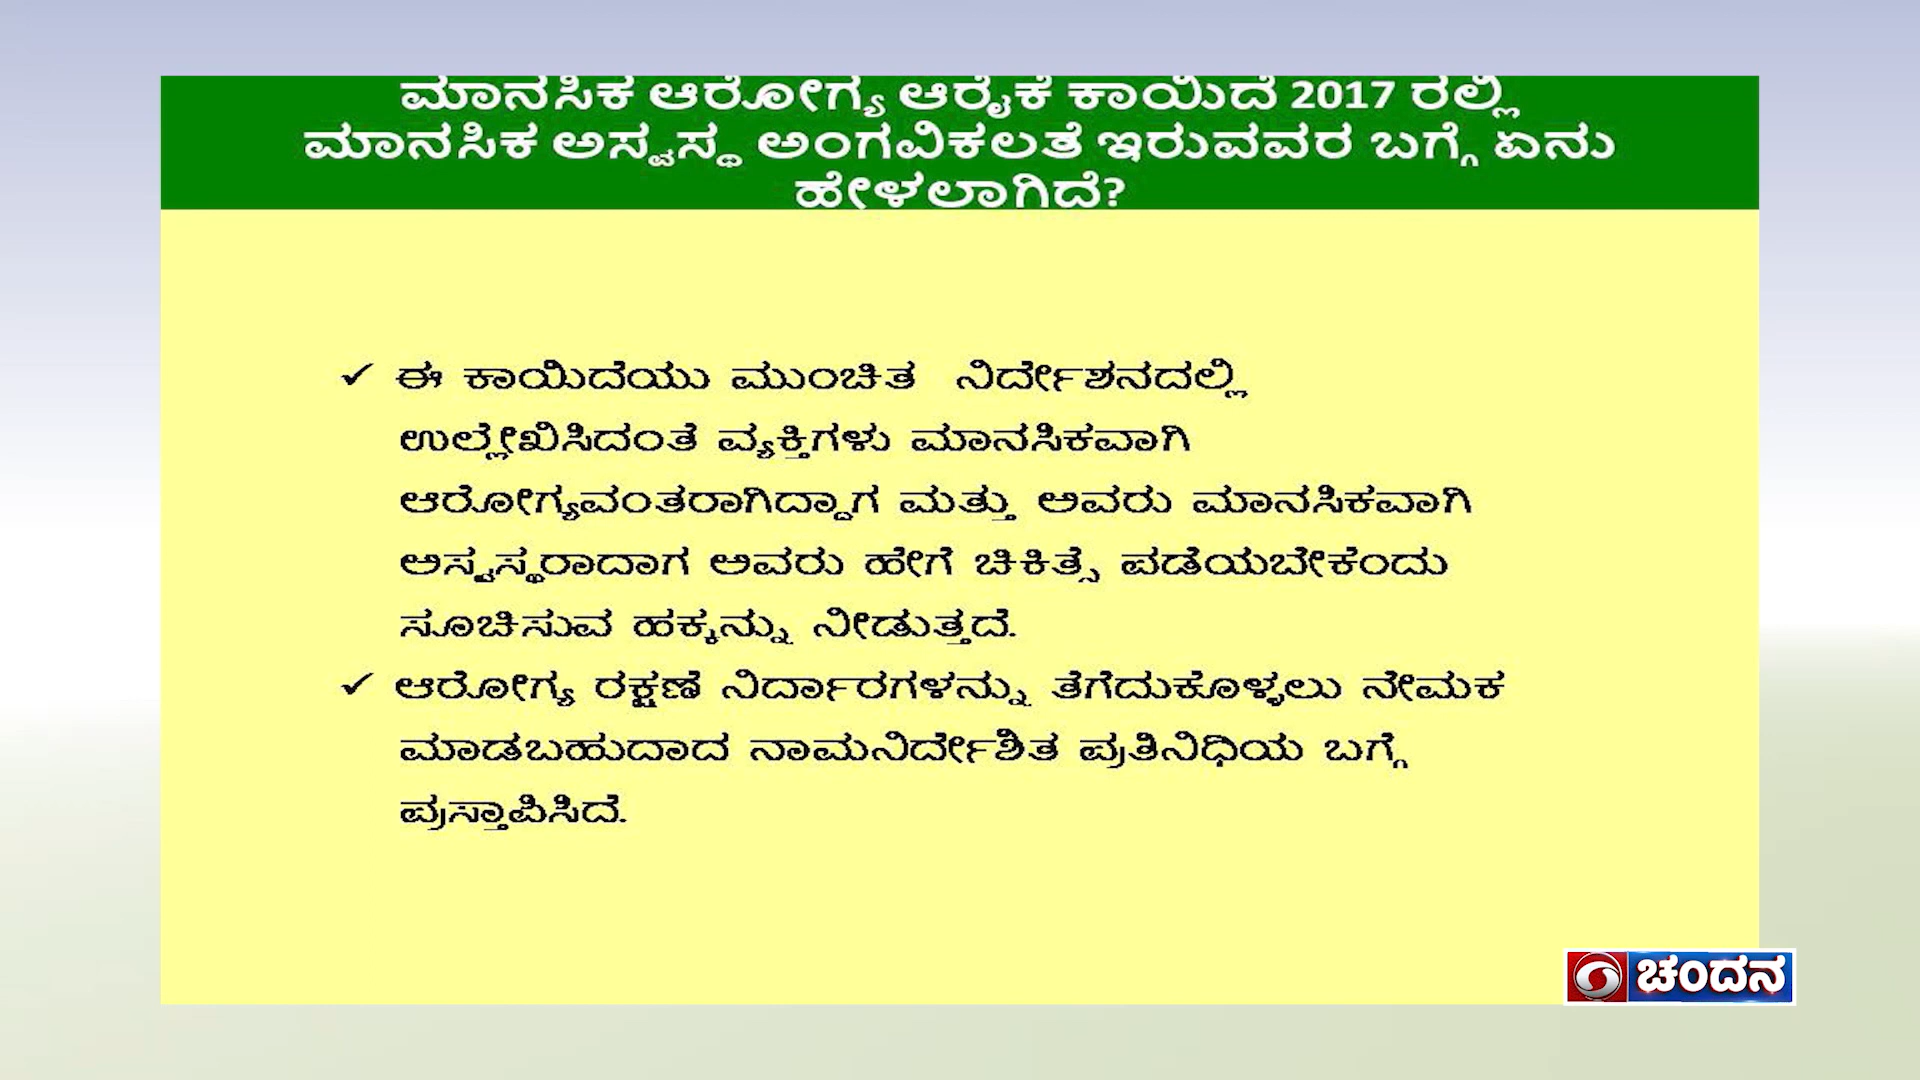 ಮಾನಸಿಕ ಆರೋಗ್ಯ ಆರೈಕೆ ಕಾಯಿದೆ 2017 ರಲ್ಲಿ
ಮಾನಸಿಕ ಅಸ್ವಸ್ಥ ಅಂಗವಿಕಲತೆ ಇರುವವರ ಬಗ್ಗೆ ಏನು
ಹೇಳಲಾಗಿದೆ?
✓ ಈ ಕಾಯಿದೆಯು ಮುಂಚಿತ ನಿರ್ದೇಶನದಲ್ಲಿ
ಉಲ್ಲೇಖಿಸಿದಂತೆ ವ್ಯಕ್ತಿಗಳು ಮಾನಸಿಕವಾಗಿ
ಆರೋಗ್ಯವಂತರಾಗಿದ್ದಾಗ ಮತ್ತು ಅವರು ಮಾನಸಿಕವಾಗಿ
ಅಸ್ವಸ್ಥರಾದಾಗ ಅವರು ಹೇಗೆ ಚಿಕಿತ್ಸೆ ಪಡೆಯಬೇಕೆಂದು
ಸೂಚಿಸುವ ಹಕ್ಕನ್ನು ನೀಡುತ್ತದೆ.
✓ ಆರೋಗ್ಯ ರಕ್ಷಣೆ ನಿರ್ದಾರಗಳನ್ನು ತೆಗೆದುಕೊಳ್ಳಲು ನೇಮಕ
ಮಾಡಬಹುದಾದ ನಾಮನಿರ್ದೇಶಿತ ಪ್ರತಿನಿಧಿಯ ಬಗ್ಗೆ
ಪ್ರಸ್ತಾಪಿಸಿದೆ.
ಚಂದನ